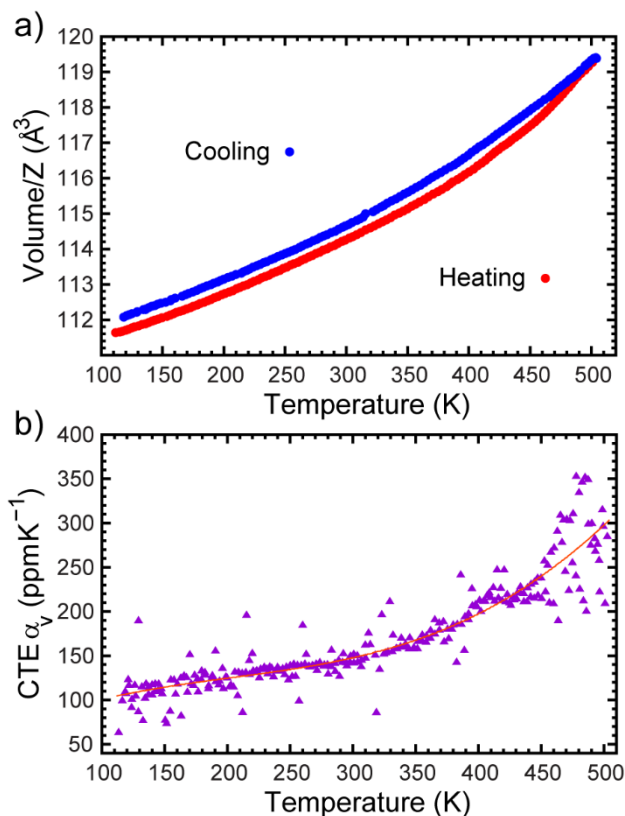 a)
120
119
118
117
116
115
114
113
112
Volume/Z (Å³)
Cooling
Heating
100 150 200 250 300 350 400 450 500
Temperature (K)
b)
400
350
300
250
200
150
100
50
CTE αv (ppmK⁻¹)
100 150 200 250 300 350 400 450 500
Temperature (K)